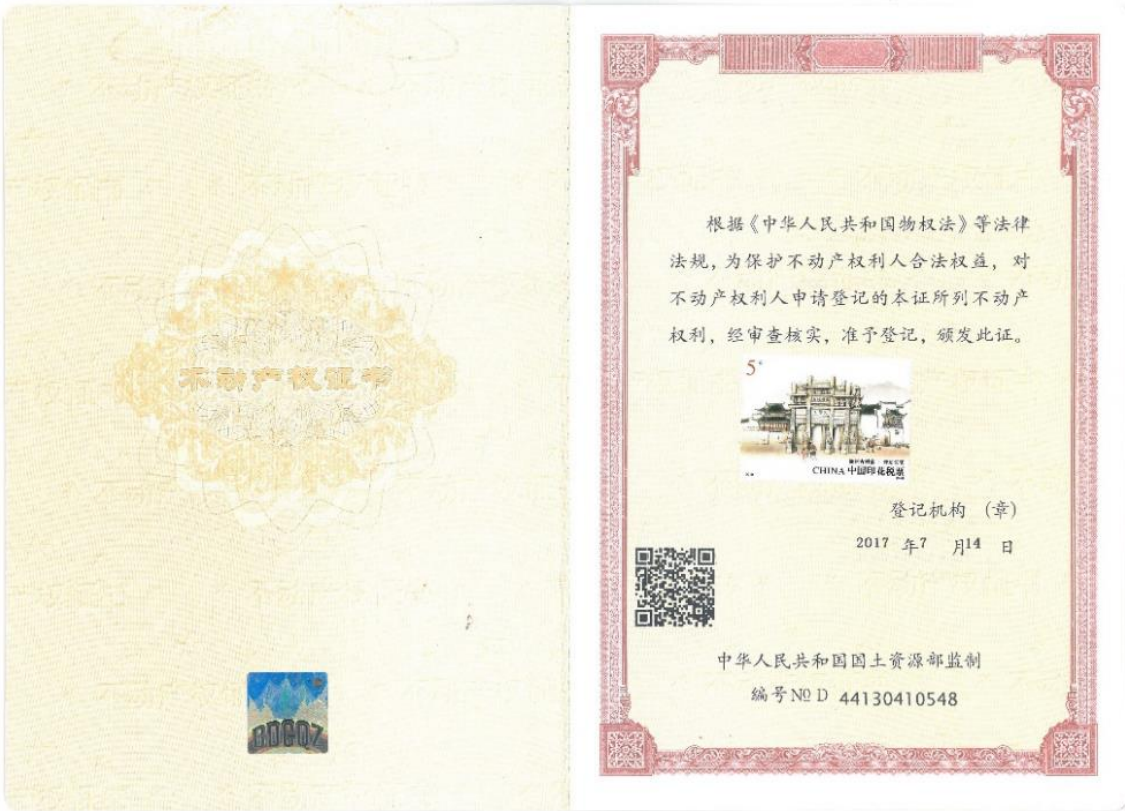 不动产权证书
BDCQZ
根据《中华人民共和国物权法》等法律
法规，为保护不动产权利人合法权益，对
不动产权利人申请登记的本证所列不动产
权利，经审查核实，准予登记，颁发此证。
5
CHINA 中国印花税票
登记机构 （章）
2017 年7 月14 日
中华人民共和国国土资源部监制
编号№ D 44130410548